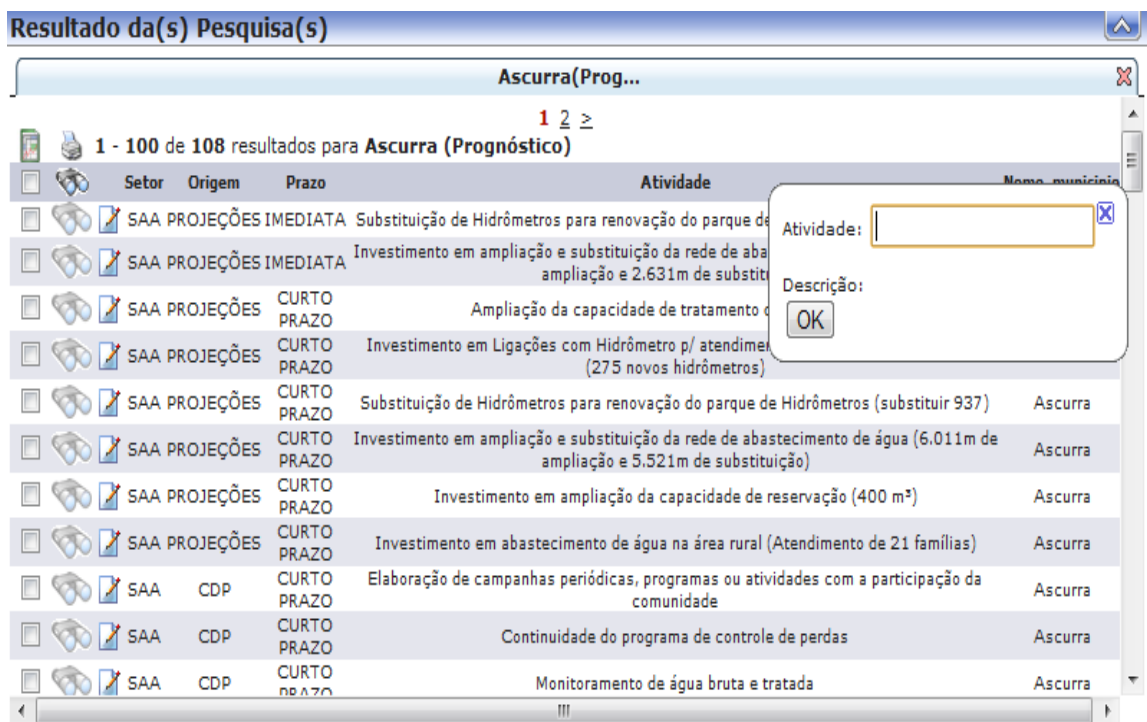 Resultado da(s) Pesquisa(s)
Ascurra(Prog...
1 2 >
1 - 100 de 108 resultados para Ascurra (Prognóstico)
Setor Origem Prazo Atividade Nome_municipio
SAA PROJEÇÕES IMEDIATA Substituição de Hidrômetros para renovação do parque de
Atividade:
Descrição:
OK
SAA PROJEÇÕES IMEDIATA Investimento em ampliação e substituição da rede de aba
ampliação e 2.631m de substitu
SAA PROJEÇÕES CURTO PRAZO Ampliação da capacidade de tratamento
SAA PROJEÇÕES CURTO PRAZO Investimento em Ligações com Hidrômetro p/ atendimen
(275 novos hidrômetros)
SAA PROJEÇÕES CURTO PRAZO Substituição de Hidrômetros para renovação do parque de Hidrômetros (substituir 937) Ascurra
SAA PROJEÇÕES CURTO PRAZO Investimento em ampliação e substituição da rede de abastecimento de água (6.011m de
ampliação e 5.521m de substituição) Ascurra
SAA PROJEÇÕES CURTO PRAZO Investimento em ampliação da capacidade de reservação (400 m³) Ascurra
SAA PROJEÇÕES CURTO PRAZO Investimento em abastecimento de água na área rural (Atendimento de 21 famílias) Ascurra
SAA CDP CURTO PRAZO Elaboração de campanhas periódicas, programas ou atividades com a participação da
comunidade Ascurra
SAA CDP CURTO PRAZO Continuidade do programa de controle de perdas Ascurra
SAA CDP CURTO PRAZO Monitoramento de água bruta e tratada Ascurra